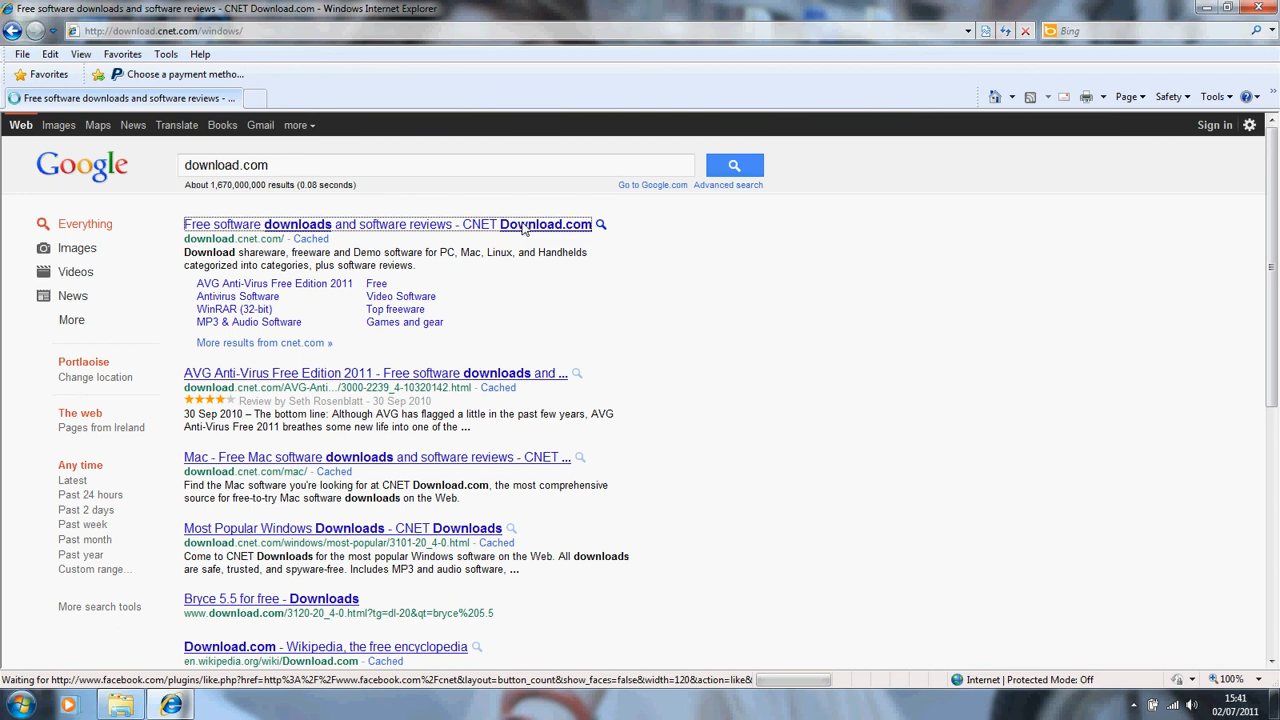 Free software downloads and software reviews - CNET Download.com - Windows Internet Explorer
http://download.cnet.com/windows/
Bing
File Edit View Favorites Tools Help
Favorites Choose a payment metho...
Free software downloads and software reviews - ...
Page Safety Tools
Web Images Maps News Translate Books Gmail more
Sign in
Google
download.com
About 1,670,000,000 results (0.08 seconds)
Go to Google.com Advanced search
Everything
Images
Videos
News
More
Portlaoise
Change location
The web
Pages from Ireland
Any time
Latest
Past 24 hours
Past 2 days
Past week
Past month
Past year
Custom range...
More search tools
Free software downloads and software reviews - CNET Download.com
download.cnet.com/ - Cached
Download shareware, freeware and Demo software for PC, Mac, Linux, and Handhelds
categorized into categories, plus software reviews.
AVG Anti-Virus Free Edition 2011 Free
Antivirus Software Video Software
WinRAR (32-bit) Top freeware
MP3 & Audio Software Games and gear
More results from cnet.com »
AVG Anti-Virus Free Edition 2011 - Free software downloads and ...
download.cnet.com/AVG-Anti.../3000-2239_4-10320142.html - Cached
Review by Seth Rosenblatt - 30 Sep 2010
30 Sep 2010 – The bottom line: Although AVG has flagged a little in the past few years, AVG
Anti-Virus Free 2011 breathes some new life into one of the ...
Mac - Free Mac software downloads and software reviews - CNET ...
download.cnet.com/mac/ - Cached
Find the Mac software you're looking for at CNET Download.com, the most comprehensive
source for free-to-try Mac software downloads on the Web.
Most Popular Windows Downloads - CNET Downloads
download.cnet.com/windows/most-popular/3101-20_4-0.html - Cached
Come to CNET Downloads for the most popular Windows software on the Web. All downloads
are safe, trusted, and spyware-free. Includes MP3 and audio software, ...
Bryce 5.5 for free - Downloads
www.download.com/3120-20_4-0.html?tg=dl-20&qt=bryce%205.5
Download.com - Wikipedia, the free encyclopedia
en.wikipedia.org/wiki/Download.com - Cached
Waiting for http://www.facebook.com/plugins/like.php?href=http%3A%2F%2Fwww.facebook.com%2Fcnet&layout=button_count&show_faces=false&width=120&action=like&
Internet | Protected Mode: Off
100%
15:41
02/07/2011